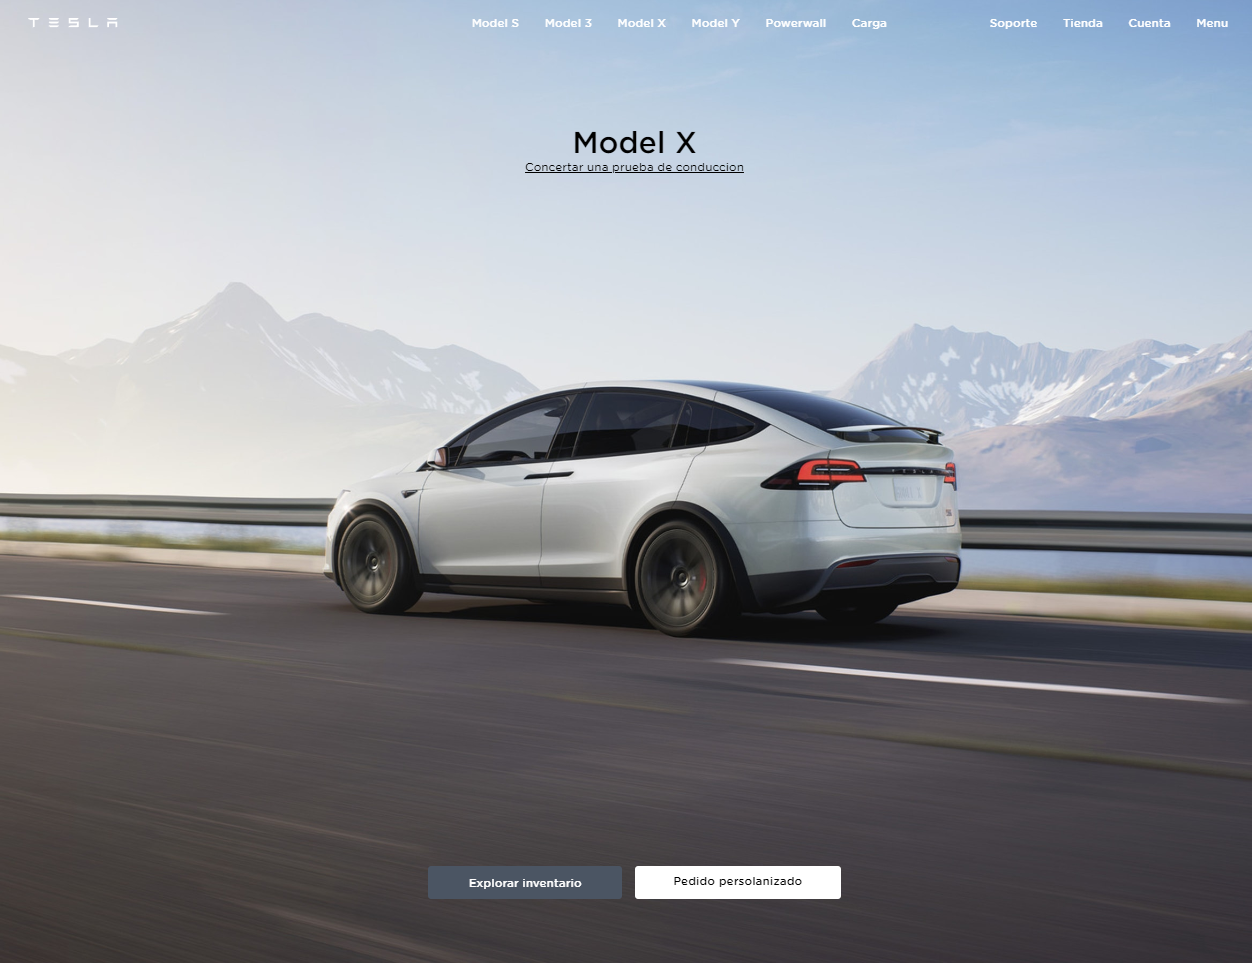 TESLA
Model S Model 3 Model X Model Y Powerwall Carga Soporte Tienda Cuenta Menu
Model X
Concertar una prueba de conduccion
TESLA
Explorar inventario
Pedido persolanizado